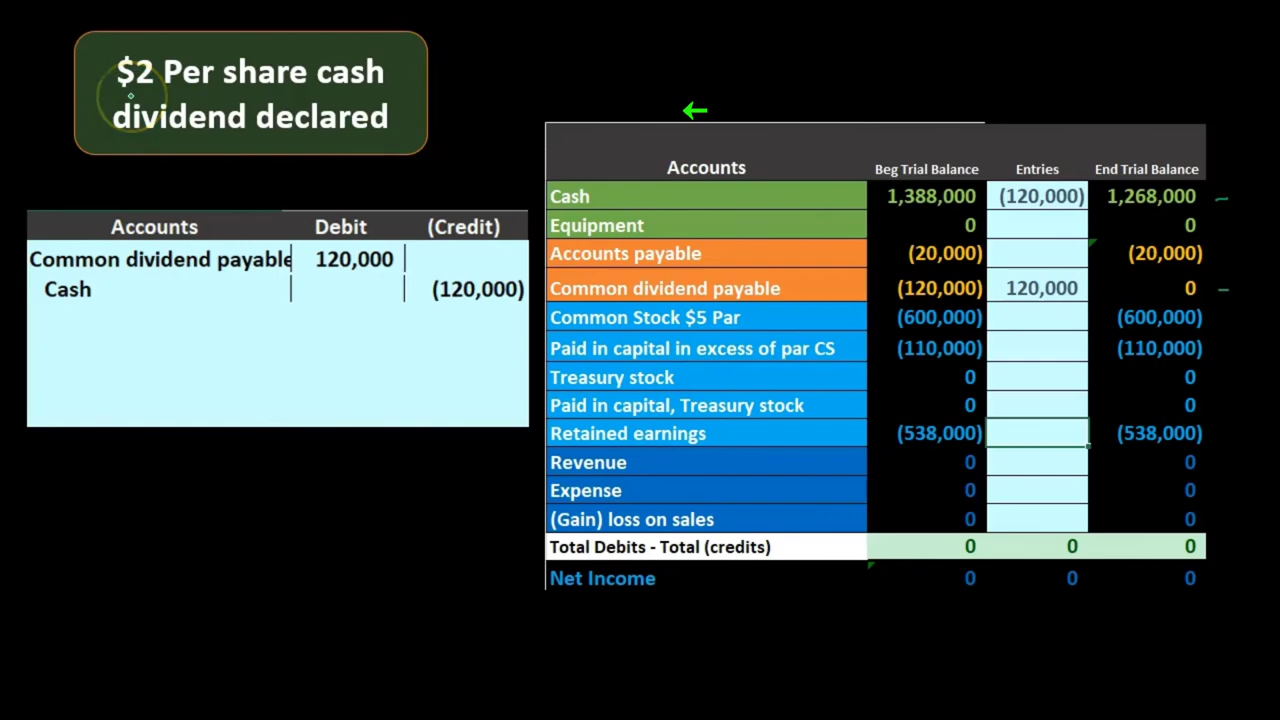 $2 Per share cash
dividend declared
Accounts Debit (Credit)
Common dividend payable 120,000
Cash (120,000)
Accounts Beg Trial Balance Entries End Trial Balance
Cash 1,388,000 (120,000) 1,268,000
Equipment 0 0
Accounts payable (20,000) (20,000)
Common dividend payable (120,000) 120,000 0
Common Stock $5 Par (600,000) (600,000)
Paid in capital in excess of par CS (110,000) (110,000)
Treasury stock 0 0
Paid in capital, Treasury stock 0 0
Retained earnings (538,000) (538,000)
Revenue 0 0
Expense 0 0
(Gain) loss on sales 0 0
Total Debits - Total (credits) 0 0 0
Net Income 0 0 0